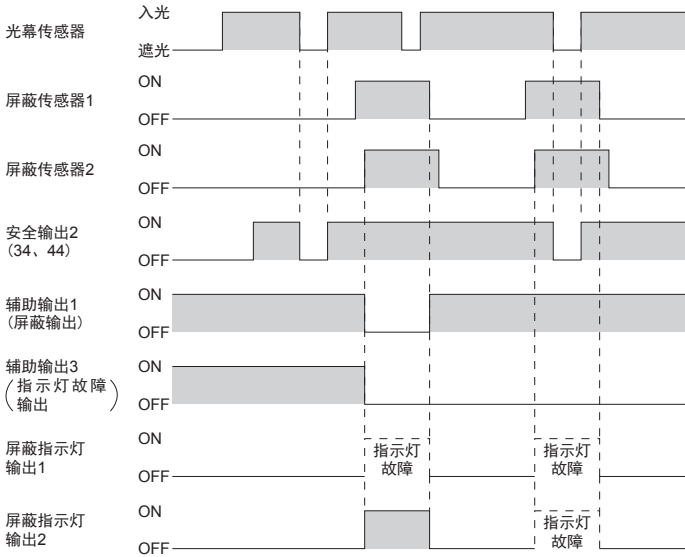 光幕传感器
入光
遮光
屏蔽传感器1
ON
OFF
屏蔽传感器2
ON
OFF
安全输出2
(34、44)
ON
OFF
辅助输出1
(屏蔽输出)
ON
OFF
辅助输出3
(指示灯故障
输出)
ON
OFF
屏蔽指示灯
输出1
ON
OFF
指示灯
故障
指示灯
故障
屏蔽指示灯
输出2
ON
OFF
指示灯
故障